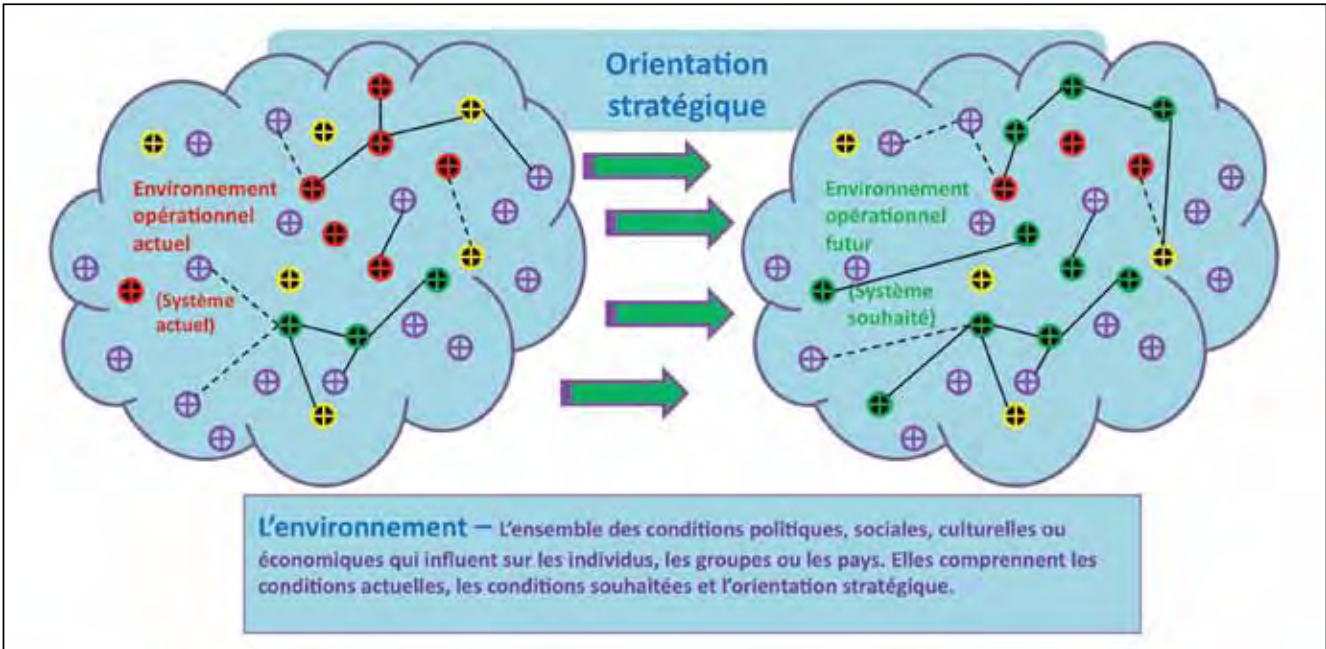 Orientation
stratégique
Environnement
opérationnel
actuel
(Système
actuel)
Environnement
opérationnel
futur
(Système
souhaité)
L'environnement – L'ensemble des conditions politiques, sociales, culturelles ou
économiques qui influent sur les individus, les groupes ou les pays. Elles comprennent les
conditions actuelles, les conditions souhaitées et l'orientation stratégique.